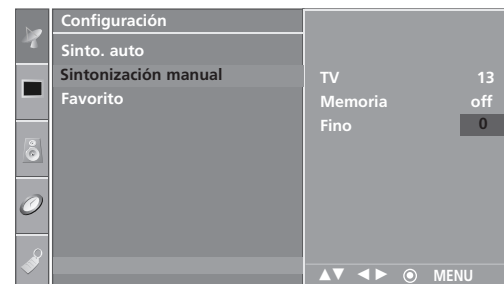 Configuración
Sinto. auto
Sintonización manual
Favorito
TV 13
Memoria off
Fino 0
MENU